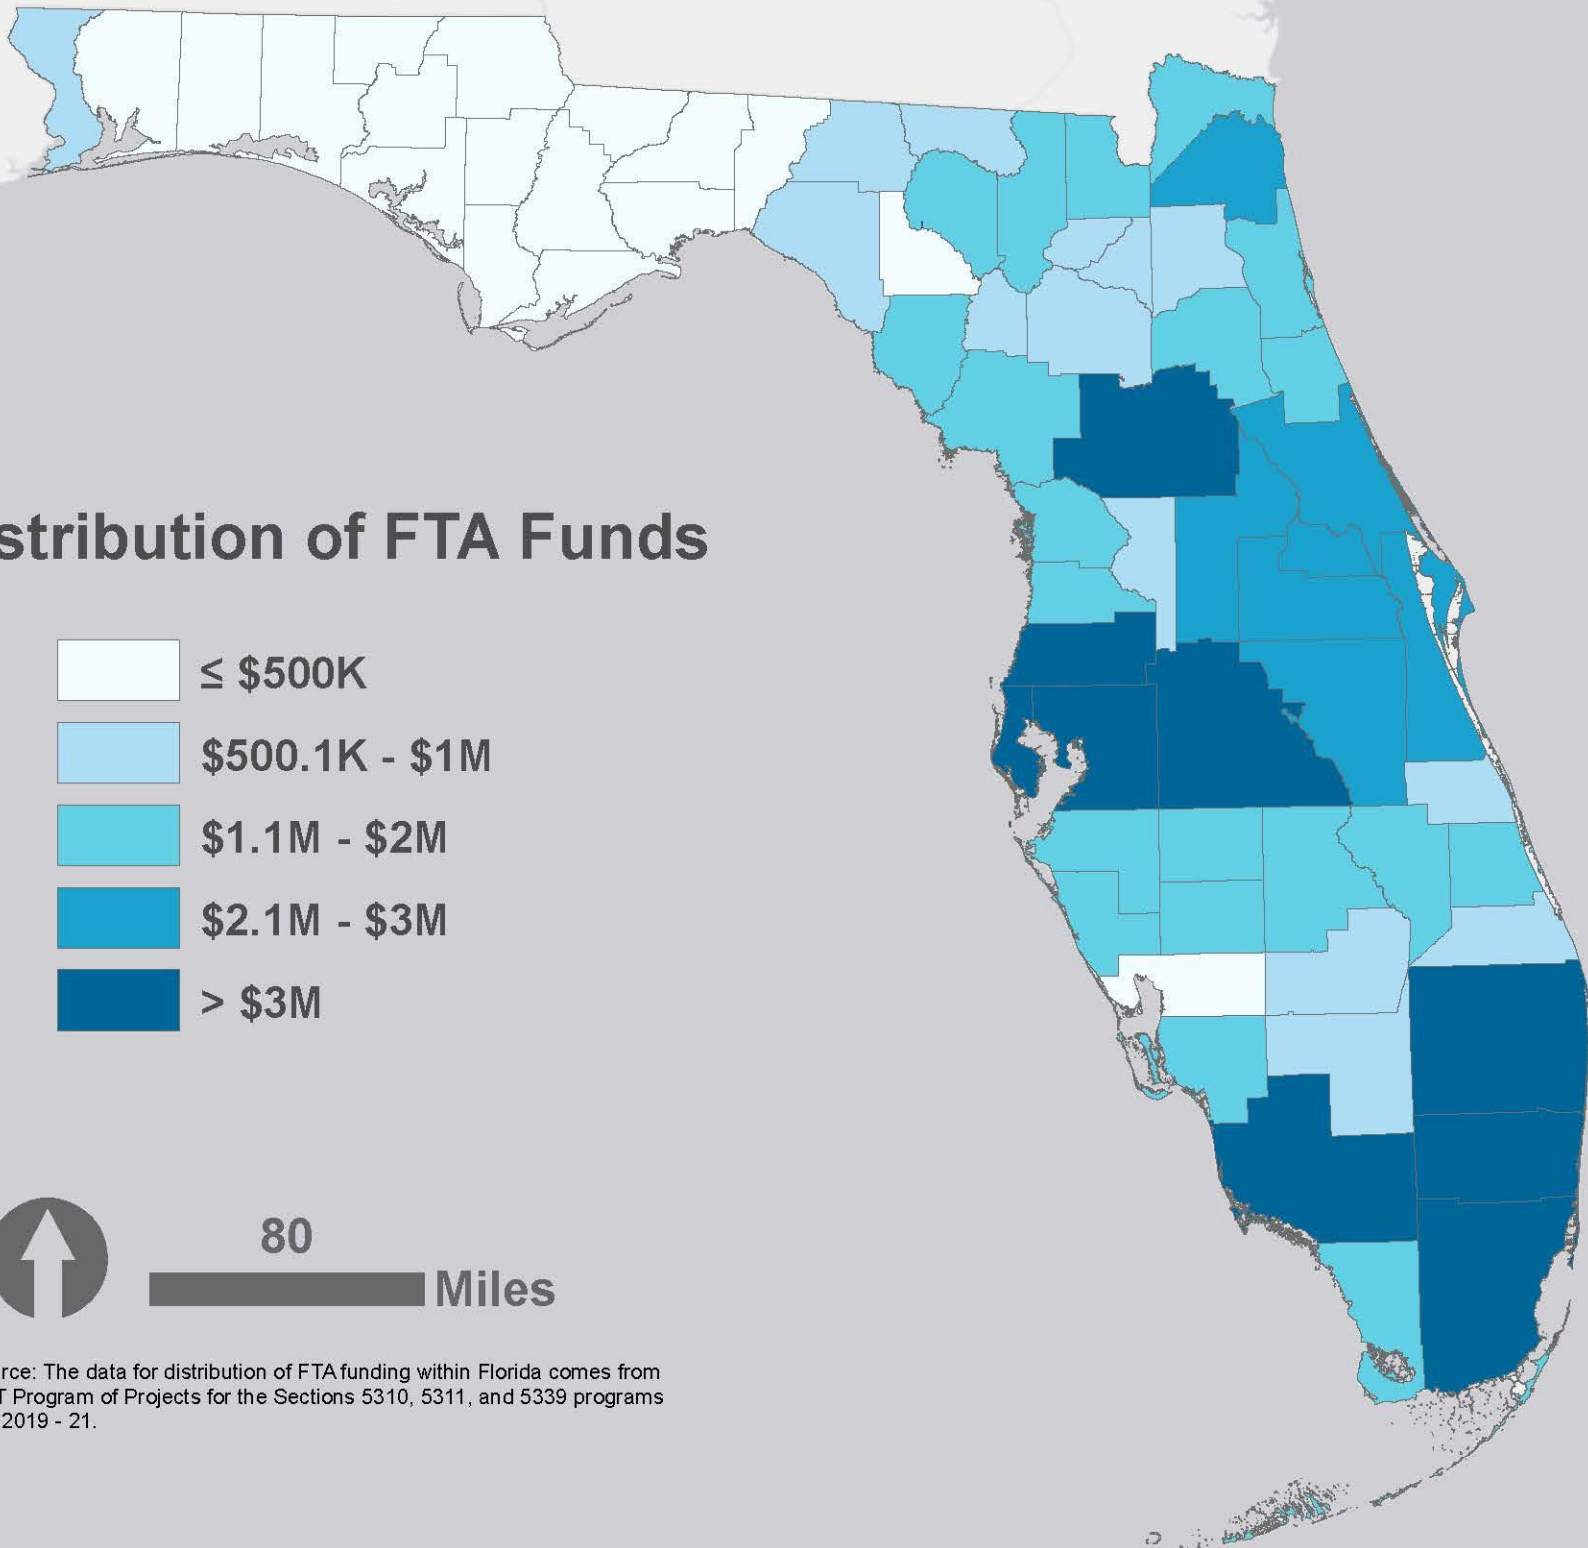 stribution of FTA Funds
≤ $500K
$500.1K - $1M
$1.1M - $2M
$2.1M - $3M
> $3M
80
Miles
rce: The data for distribution of FTA funding within Florida comes from
T Program of Projects for the Sections 5310, 5311, and 5339 programs
2019 - 21.